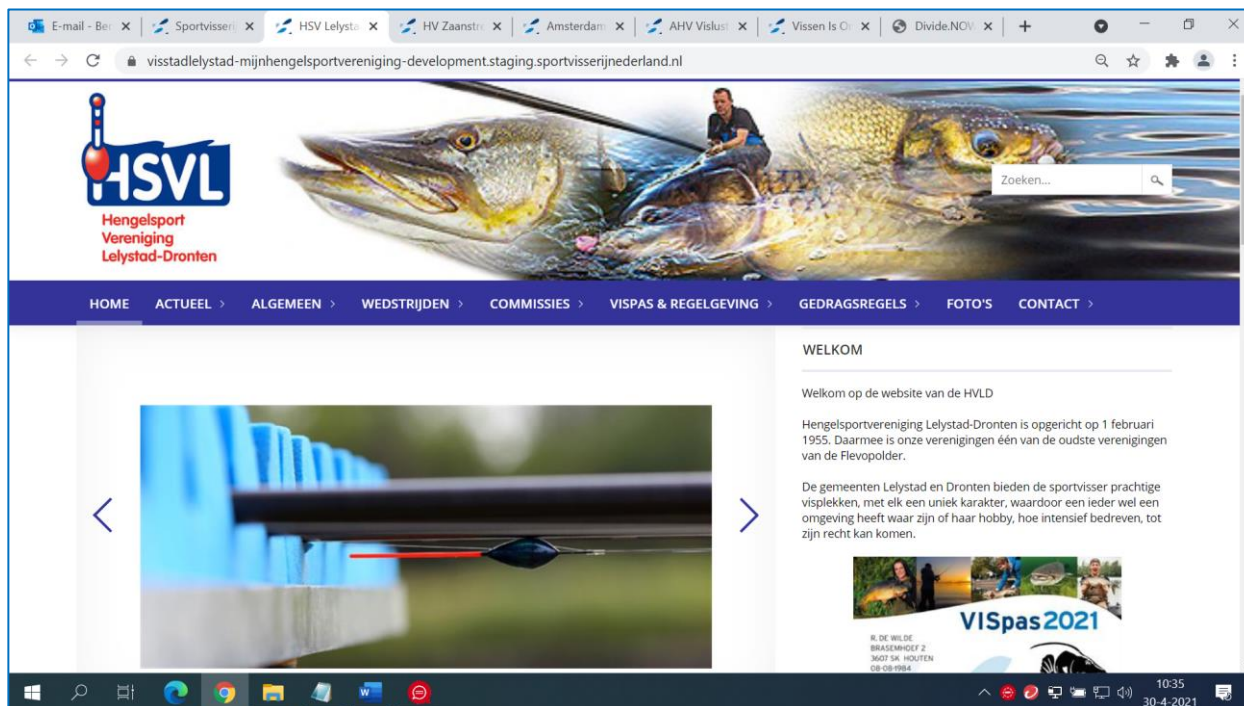 E-mail - Ber
Sportvisseri
HSV Lelysta
HV Zaanstr
Amsterdam
AHV Vislust
Vissen Is O
Divide.NOV
visstadlelystad-mijnhengelsportvereniging-development.staging.sportvisserijnederland.nl
HSVL
Hengelsport
Vereniging
Lelystad-Dronten
Zoeken...
HOME ACTUEEL > ALGEMEEN > WEDSTRIJDEN > COMMISSIES > VISPAS & REGELGEVING > GEDRAGSREGELS > FOTO'S CONTACT >
WELKOM
Welkom op de website van de HVLD
Hengelsportvereniging Lelystad-Dronten is opgericht op 1 februari
1955. Daarmee is onze verenigingen één van de oudste verenigingen
van de Flevopolder.
De gemeenten Lelystad en Dronten bieden de sportvisser prachtige
visplekken, met elk een uniek karakter, waardoor een ieder wel een
omgeving heeft waar zijn of haar hobby, hoe intensief bedreven, tot
zijn recht kan komen.
VISpas2021
R. DE WILDE
BRASEMHOEF 2
3607 SK HOUTEN
08-08-1984
10:35
30-4-2021